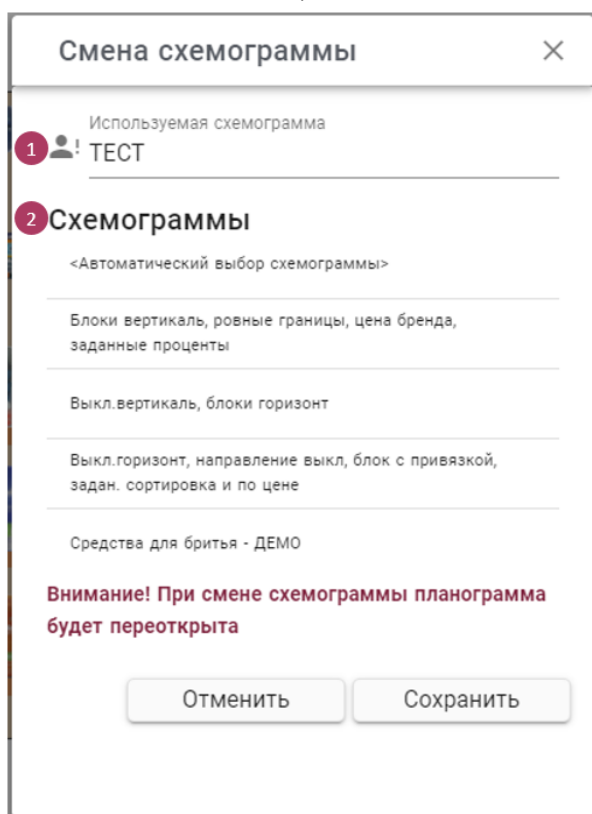 Смена схемограммы
Используемая схемограмма
1 ! ТЕСТ
2 Схемограммы
<Автоматический выбор схемограммы>
Блоки вертикаль, ровные границы, цена бренда,
заданные проценты
Выкл.вертикаль, блоки горизонт
Выкл.горизонт, направление выкл, блок с привязкой,
задан. сортировка и по цене
Средства для бритья - ДЕМО
Внимание! При смене схемограммы планограмма
будет переоткрыта
Отменить Сохранить